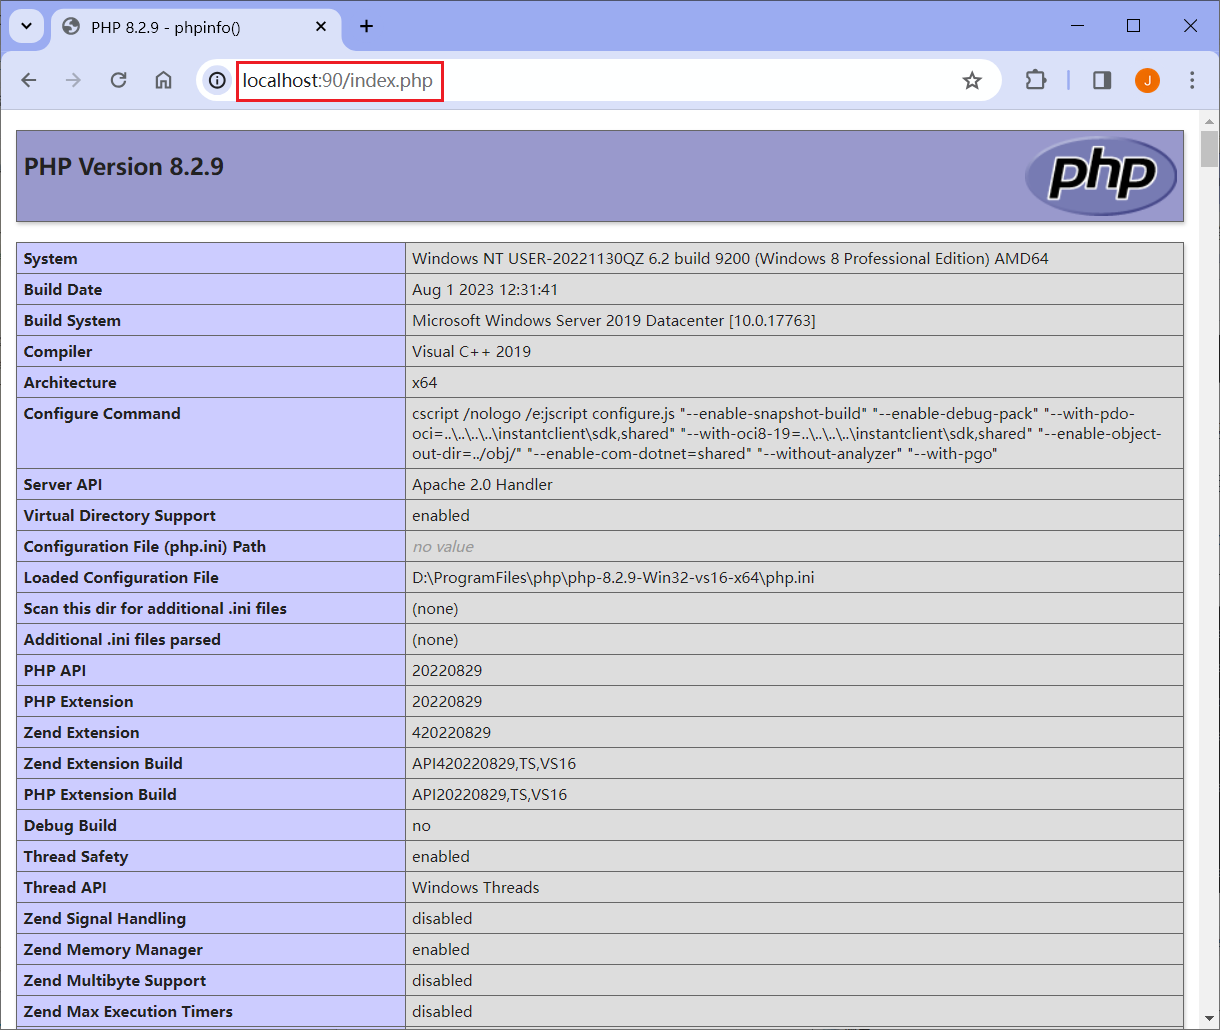 PHP 8.2.9 - phpinfo()
localhost:90/index.php
J
PHP Version 8.2.9
php
System Windows NT USER-20221130QZ 6.2 build 9200 (Windows 8 Professional Edition) AMD64
Build Date Aug 1 2023 12:31:41
Build System Microsoft Windows Server 2019 Datacenter [10.0.17763]
Compiler Visual C++ 2019
Architecture x64
Configure Command cscript /nologo /e:jscript configure.js "--enable-snapshot-build" "--enable-debug-pack" "--with-pdo-
oci=..\..\..\..\instantclient\sdk,shared" "--with-oci8-19=..\..\..\..\instantclient\sdk,shared" "--enable-object-
out-dir=../obj/" "--enable-com-dotnet=shared" "--without-analyzer" "--with-pgo"
Server API Apache 2.0 Handler
Virtual Directory Support enabled
Configuration File (php.ini) Path no value
Loaded Configuration File D:\ProgramFiles\php\php-8.2.9-Win32-vs16-x64\php.ini
Scan this dir for additional .ini files (none)
Additional .ini files parsed (none)
PHP API 20220829
PHP Extension 20220829
Zend Extension 420220829
Zend Extension Build API420220829,TS,VS16
PHP Extension Build API20220829,TS,VS16
Debug Build no
Thread Safety enabled
Thread API Windows Threads
Zend Signal Handling disabled
Zend Memory Manager enabled
Zend Multibyte Support disabled
Zend Max Execution Timers disabled